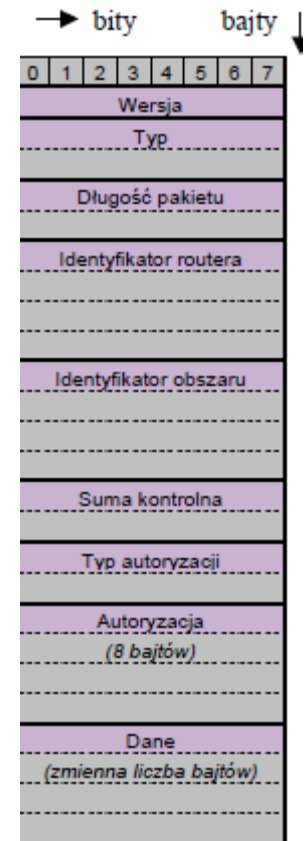 bity bajty
0 1 2 3 4 5 6 7
Wersja
Typ
Długość pakietu
Identyfikator routera
Identyfikator obszaru
Suma kontrolna
Typ autoryzacji
Autoryzacja
(8 bajtów)
Dane
(zmienna liczba bajtów)